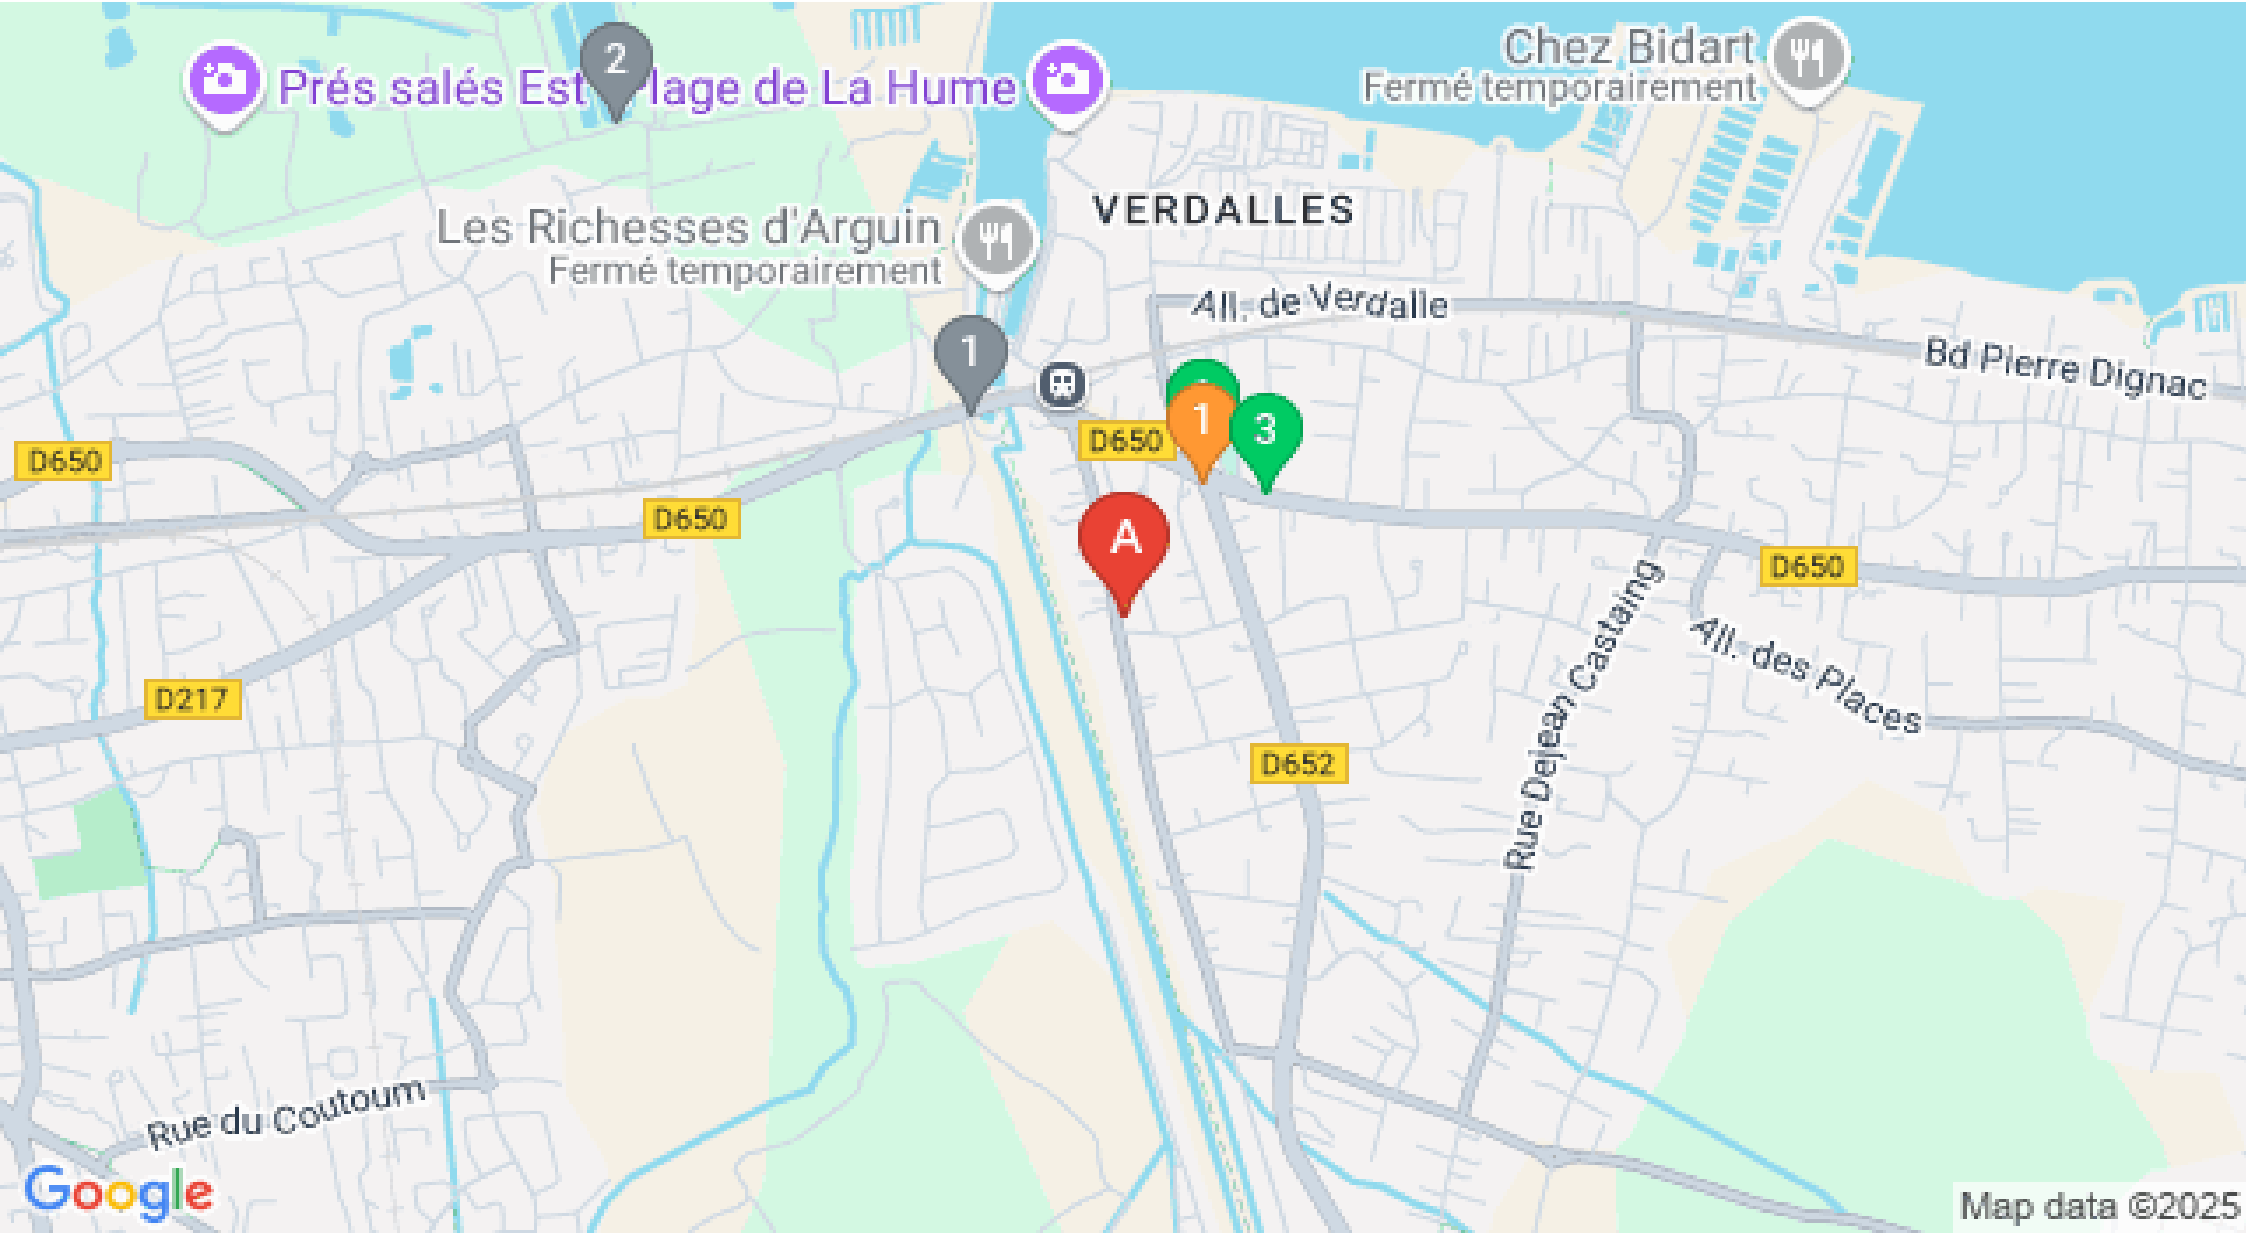 Chez Bidart
Fermé temporairement
2
Prés salés Est
lage de La Hume
VERDALLES
Les Richesses d'Arguin
Fermé temporairement
All. de Verdalle
1
Bd Pierre Dignac
1
3
D650
D650
D650
A
D650
Rue Dejean Castaing
All. des Places
D217
D652
Rue du Coutoum
Google
Map data ©2025